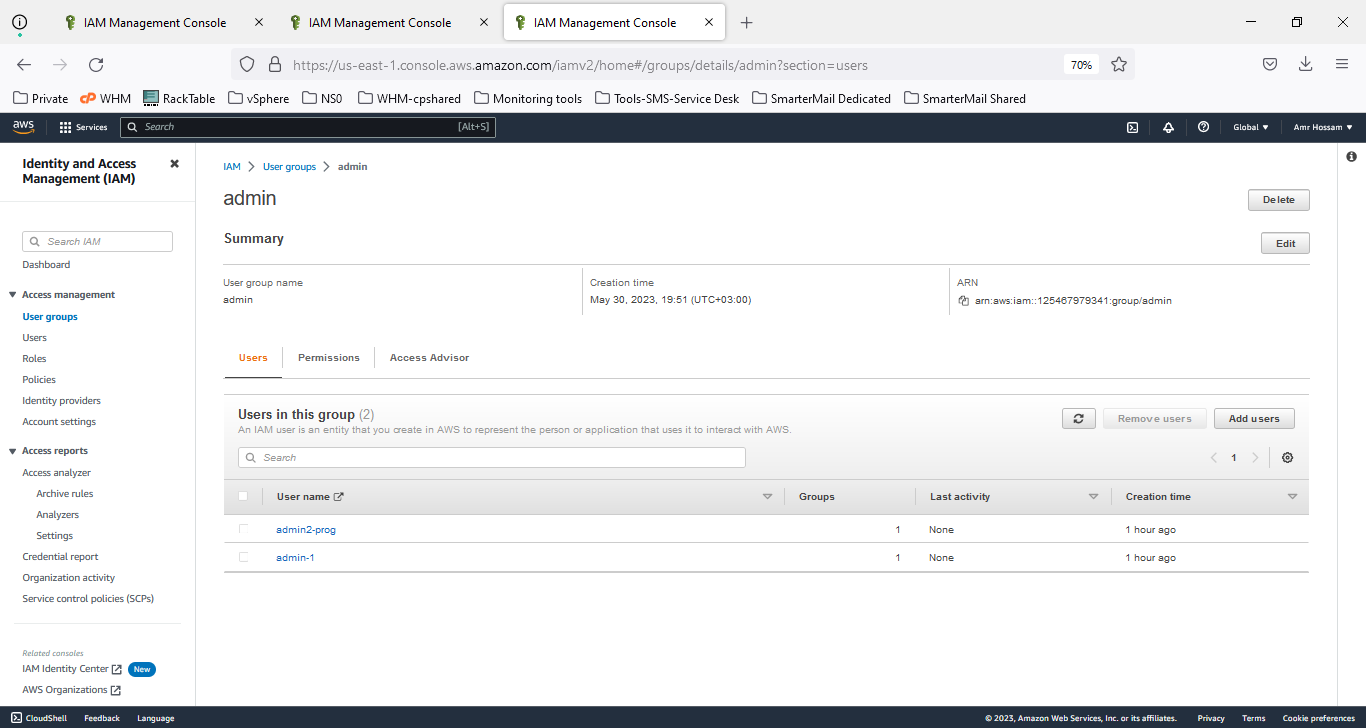 IAM Management Console
IAM Management Console
IAM Management Console
https://us-east-1.console.aws.amazon.com/iamv2/home#/groups/details/admin?section=users
70%
Private
WHM
RackTable
vSphere
NS0
WHM-cpshared
Monitoring tools
Tools-SMS-Service Desk
SmarterMail Dedicated
SmarterMail Shared
aws
Services
Search
[Alt+S]
Global
Amr Hossam
Identity and Access
Management (IAM)
Search IAM
Dashboard
Access management
User groups
Users
Roles
Policies
Identity providers
Account settings
Access reports
Access analyzer
Archive rules
Analyzers
Settings
Credential report
Organization activity
Service control policies (SCPs)
Related consoles
IAM Identity Center
New
AWS Organizations
IAM
User groups
admin
admin
Delete
Summary
Edit
User group name
admin
Creation time
May 30, 2023, 19:51 (UTC+03:00)
ARN
arn:aws:iam::125467979341:group/admin
Users
Permissions
Access Advisor
Users in this group (2)
An IAM user is an entity that you create in AWS to represent the person or application that uses it to interact with AWS.
Remove users
Add users
Search
1
User name
Groups
Last activity
Creation time
admin2-prog 1 None 1 hour ago
admin-1 1 None 1 hour ago
CloudShell
Feedback
Language
© 2023, Amazon Web Services, Inc. or its affiliates.
Privacy
Terms
Cookie preferences